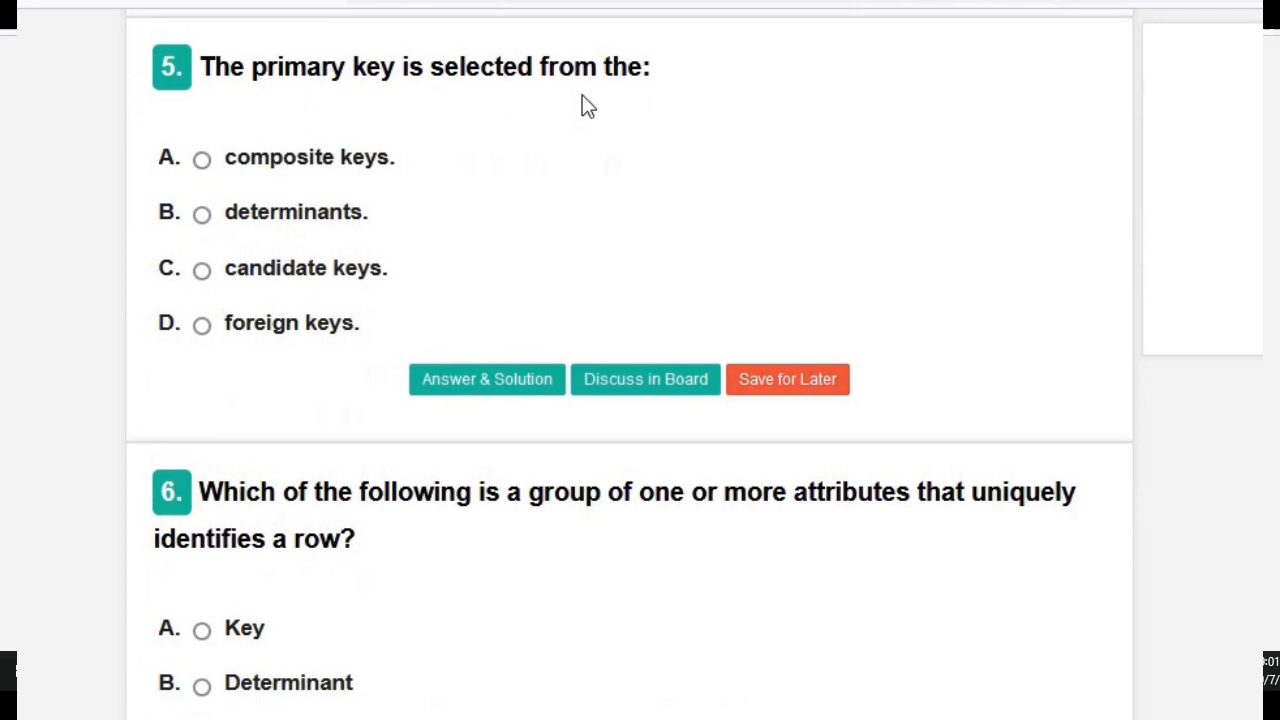 5. The primary key is selected from the:
A. composite keys.
B. determinants.
C. candidate keys.
D. foreign keys.
Answer & Solution Discuss in Board Save for Later
6. Which of the following is a group of one or more attributes that uniquely
identifies a row?
A. Key
B. Determinant